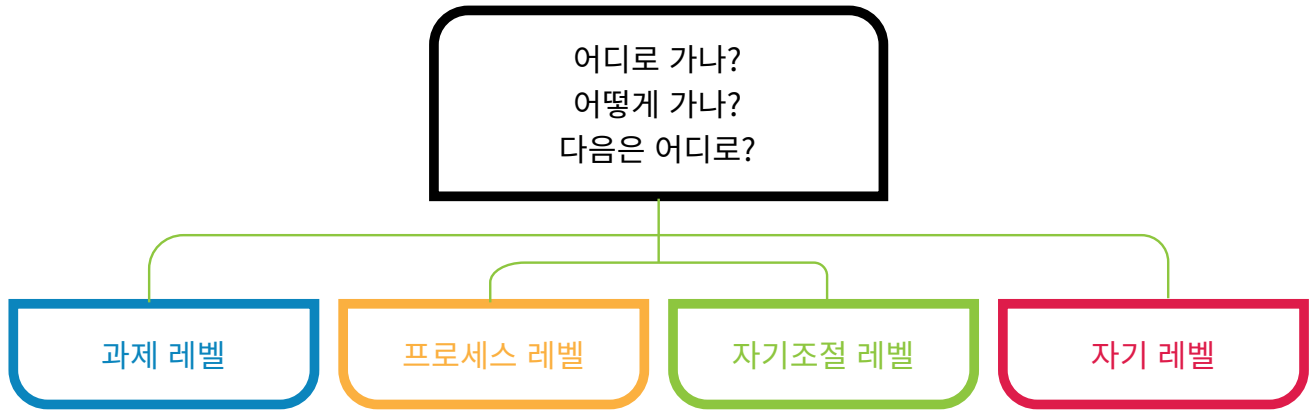 어디로 가나?
어떻게 가나?
다음은 어디로?
과제 레벨
프로세스 레벨
자기조절 레벨
자기 레벨